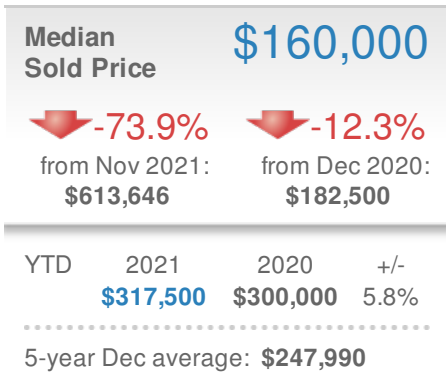 Median
Sold Price
$160,000
-73.9%
from Nov 2021:
$613,646
-12.3%
from Dec 2020:
$182,500
YTD 2021 2020 +/-
$317,500 $300,000 5.8%
5-year Dec average: $247,990